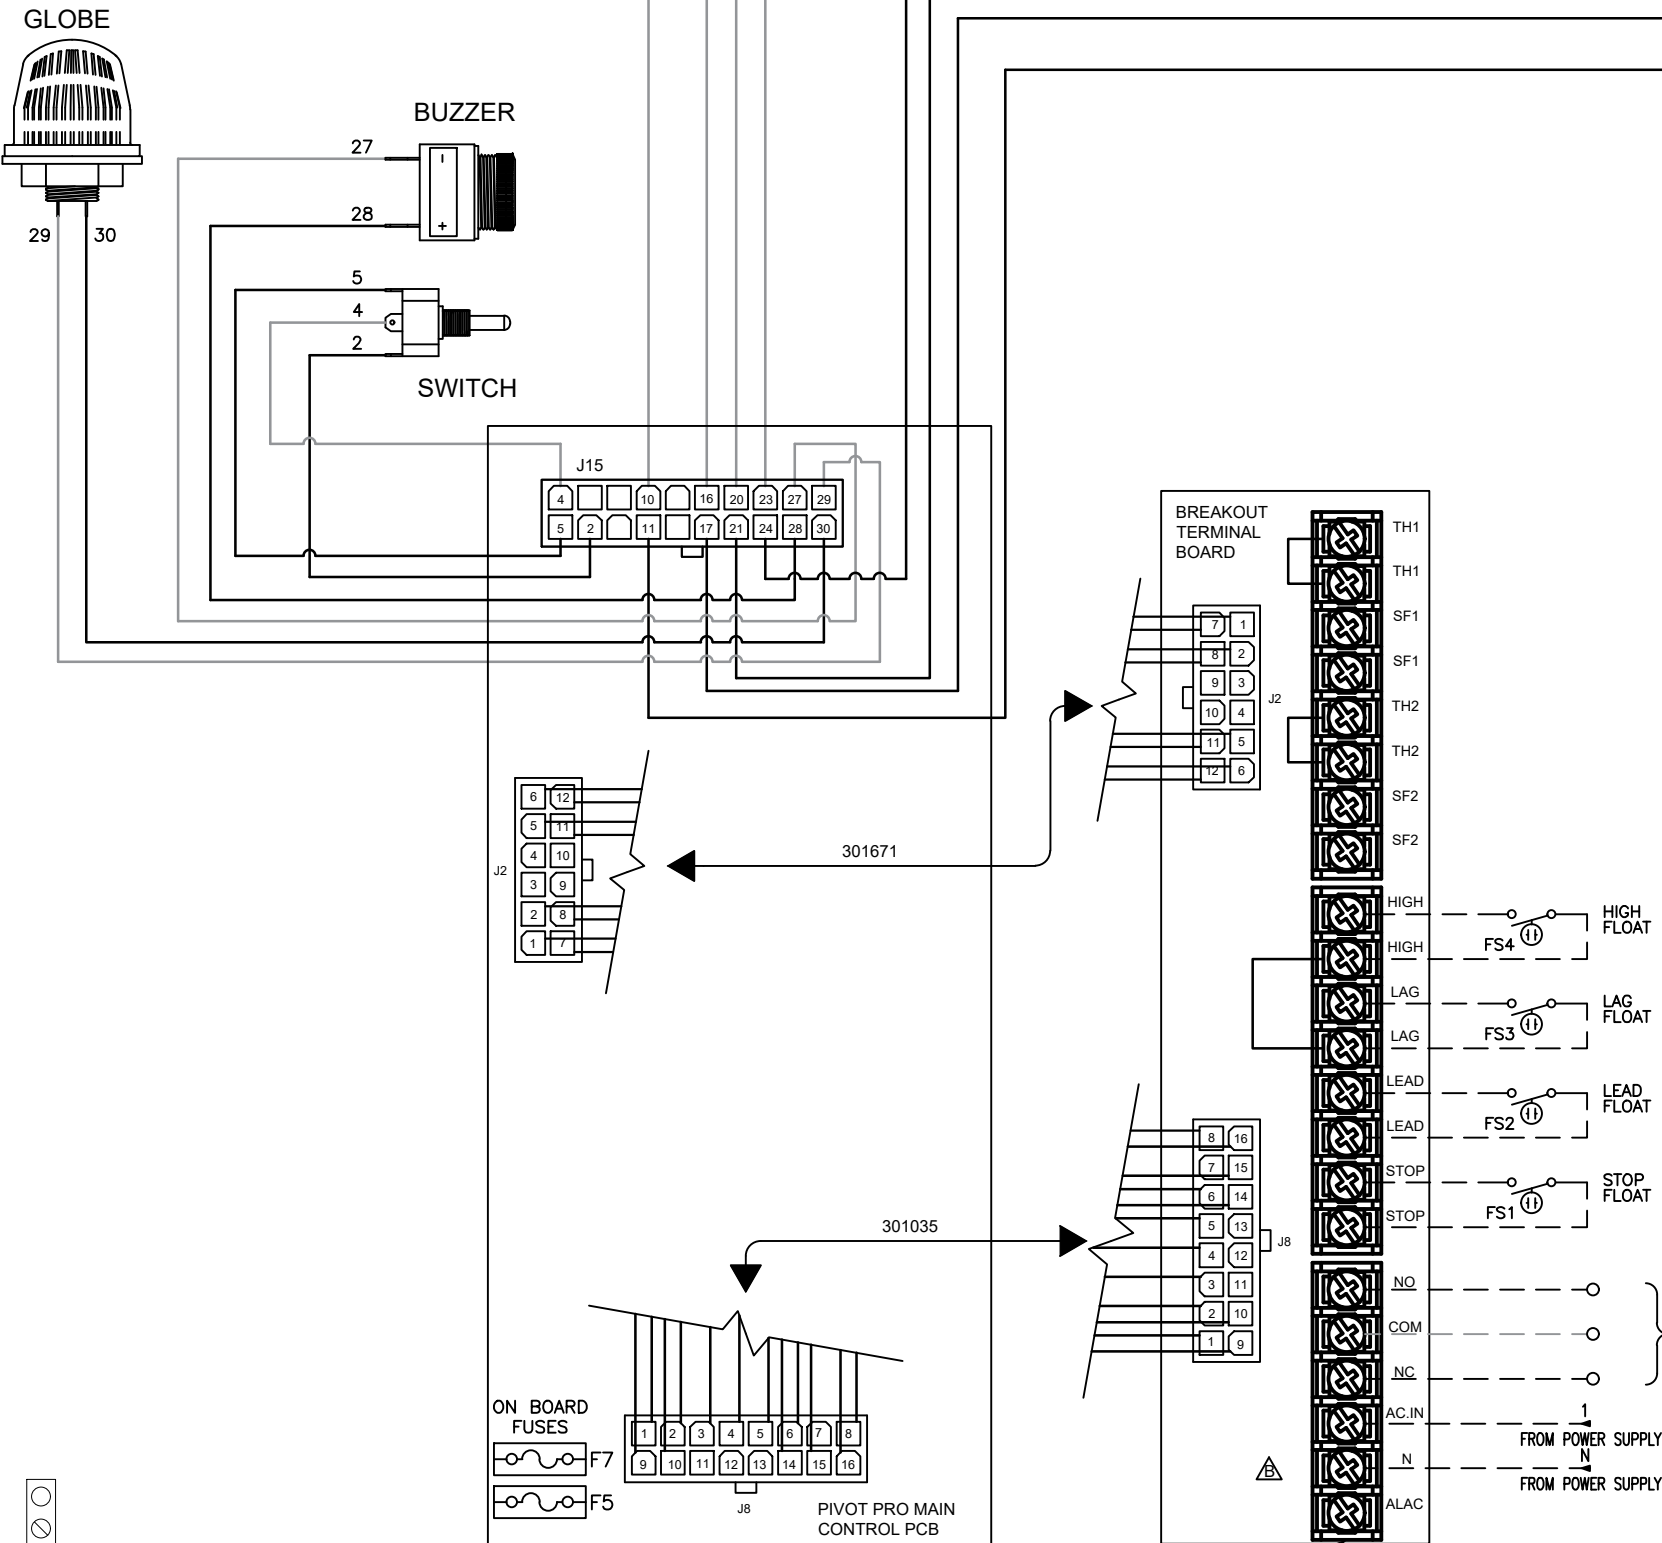 GLOBE
29
30
BUZZER
27
-
28
+
5
4
2
SWITCH
J15
4 10 16 20 23 27 29
5 2 11 17 21 24 28 30
BREAKOUT
TERMINAL
BOARD
7 1
8 2
9 3
10 4
11 5
12 6
J2
TH1
TH1
SF1
SF1
TH2
TH2
SF2
SF2
6 12
5 11
4 10
3 9
2 8
1 7
J2
301671
HIGH
HIGH
LAG
LAG
LEAD
LEAD
STOP
STOP
FS4
HIGH
FLOAT
FS3
LAG
FLOAT
FS2
LEAD
FLOAT
FS1
STOP
FLOAT
8 16
7 15
6 14
5 13
4 12
3 11
2 10
1 9
J8
301035
NO
COM
NC
AC.IN
N
ALAC
1
FROM POWER SUPPLY
N
FROM POWER SUPPLY
B
ON BOARD
FUSES
F7
F5
1 2 3 4 5 6 7 8
9 10 11 12 13 14 15 16
J8
PIVOT PRO MAIN
CONTROL PCB